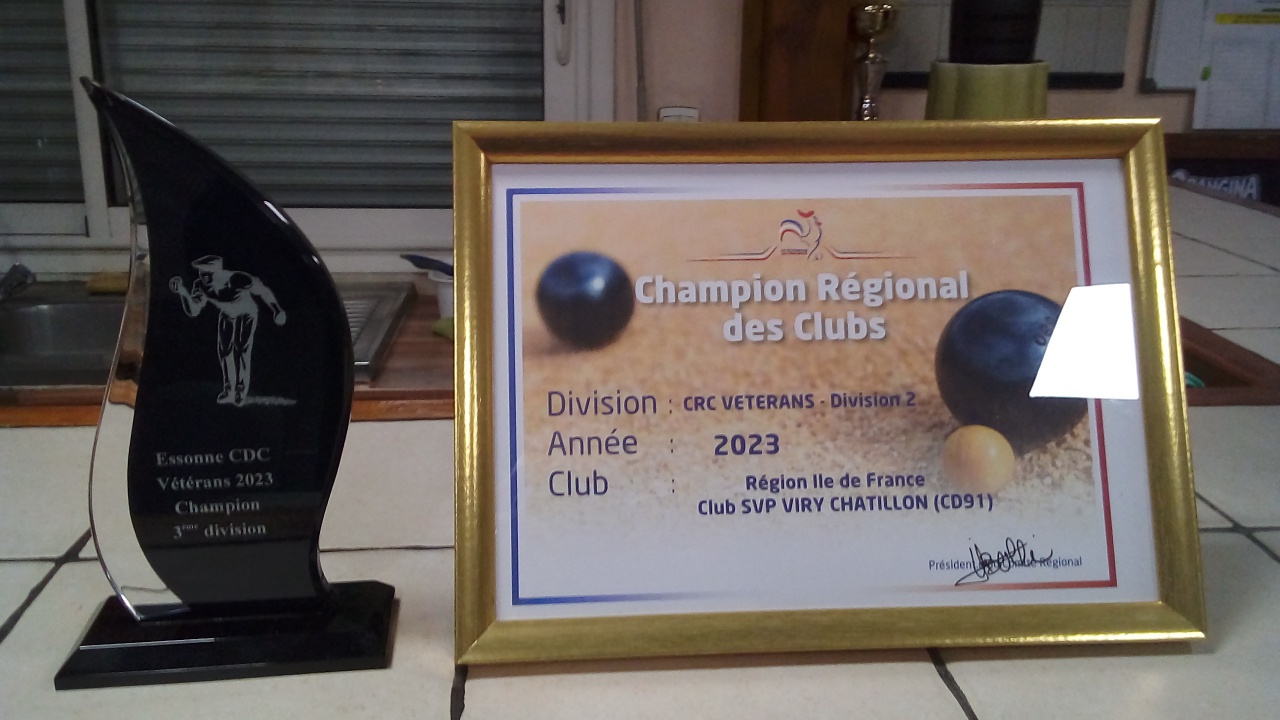 Essonne CDC
Vétérans 2023
Champion
3ème division
Champion Régional
des Clubs
Division : CRC VETERANS - Division 2
Année : 2023
Club : Région Ile de France
Club SVP VIRY CHATILLON (CD91)
Régional